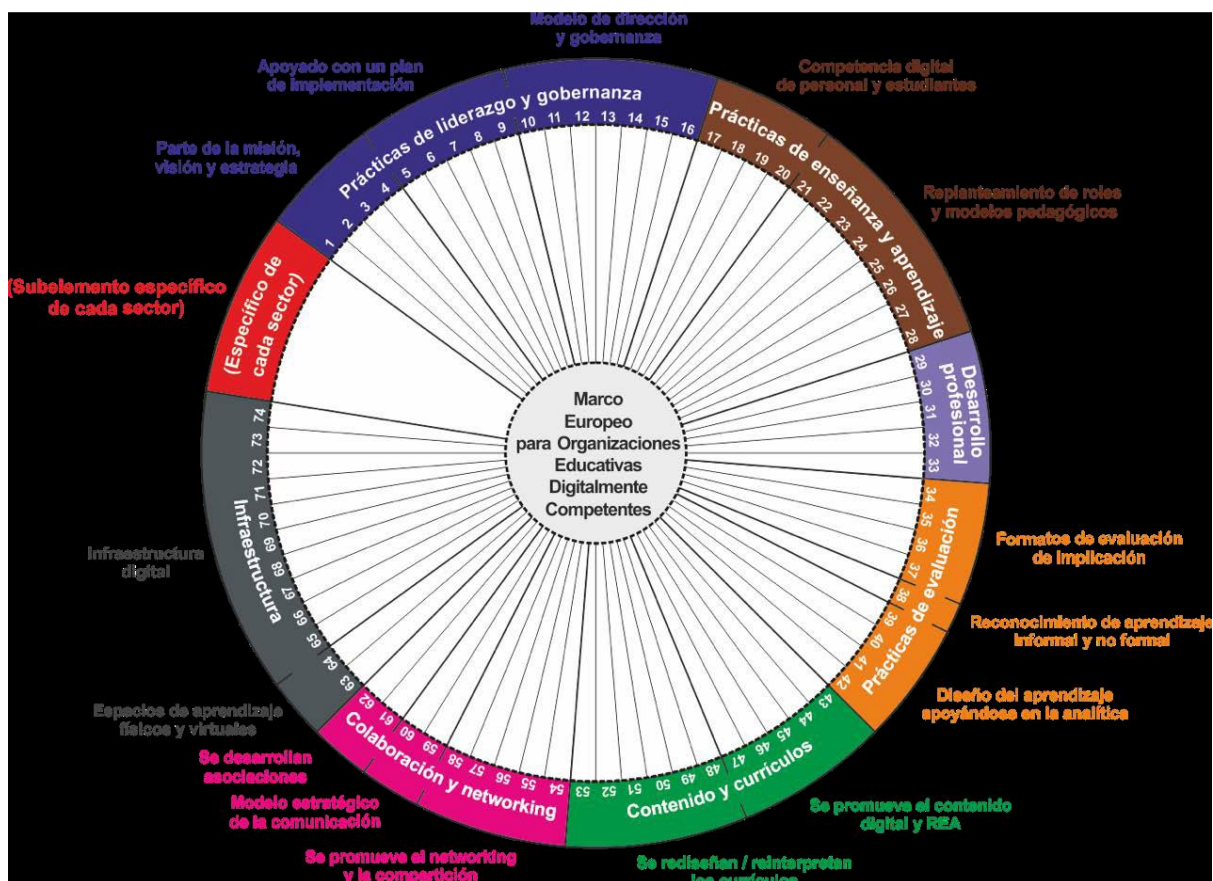 Modelo de dirección
y gobernanza
Apoyado con un plan
de implementación
Parte de la misión,
visión y estrategia
Competencia digital
de personal y estudiantes
Replanteamiento de roles
y modelos pedagógicos
(Subelemento específico
de cada sector)
Prácticas de liderazgo y gobernanza
1 2 3 4 5 6 7 8 9 10 11 12 13 14 15 16
Prácticas de enseñanza y aprendizaje
17 18 19 20 21 22 23 24 25 26 27 28
Desarrollo
profesional
29 30 31 32 33
Formatos de evaluación
de implicación
Reconocimiento de aprendizaje
informal y no formal
Diseño del aprendizaje
apoyándose en la analítica
Prácticas de evaluación
34 35 36 37 38 39 40 41 42
Se promueve el contenido
digital y REA
Se rediseñan / reinterpretan
los currículos
Contenido y currículos
43 44 45 46 47 48 49 50 51 52 53
Se promueve el networking
y la compartición
Modelo estratégico
de la comunicación
Se desarrollan
asociaciones
Colaboración y networking
54 55 56 57 58 59 60 61 62
Espacios de aprendizaje
físicos y virtuales
Infraestructura
digital
Infraestructura
63 64 65 66 67 68 69 70 71 72 73 74
(Específico de
cada sector)
Marco
Europeo
para Organizaciones
Educativas
Digitalmente
Competentes